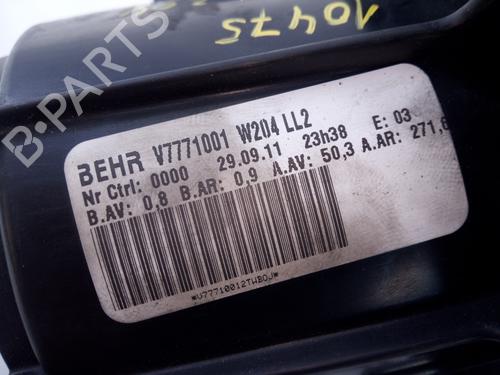 10475
BEHR V7771001 W204 LL2
Nr Ctrl: 0000 29.09.11 23h38 E: 03
B.AV: 0,8 B.AR: 0,9 A.AV: 50,3 A.AR: 271,6
*V77710012TWBOJ*
B-PARTS